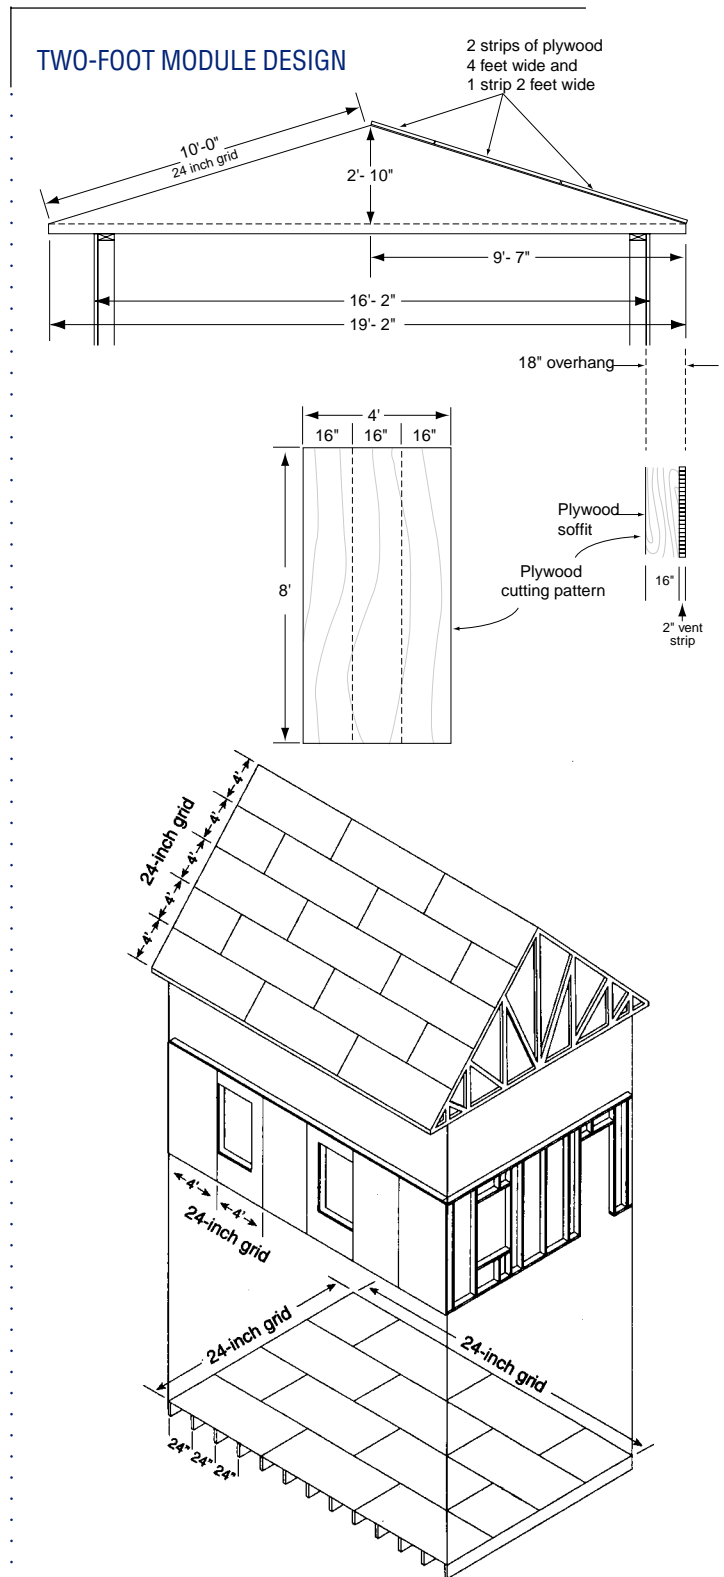 TWO-FOOT MODULE DESIGN
2 strips of plywood
4 feet wide and
1 strip 2 feet wide
10'-0"
24 inch grid
2'- 10"
9'- 7"
16'- 2"
19'- 2"
18" overhang
4'
16" 16" 16"
8'
Plywood
soffit
Plywood
cutting pattern
16"
2" vent
strip
4'
4'
4'
4'
4'
24-inch grid
4'
4'
24-inch grid
24-inch grid
24-inch grid
24" 24" 24"